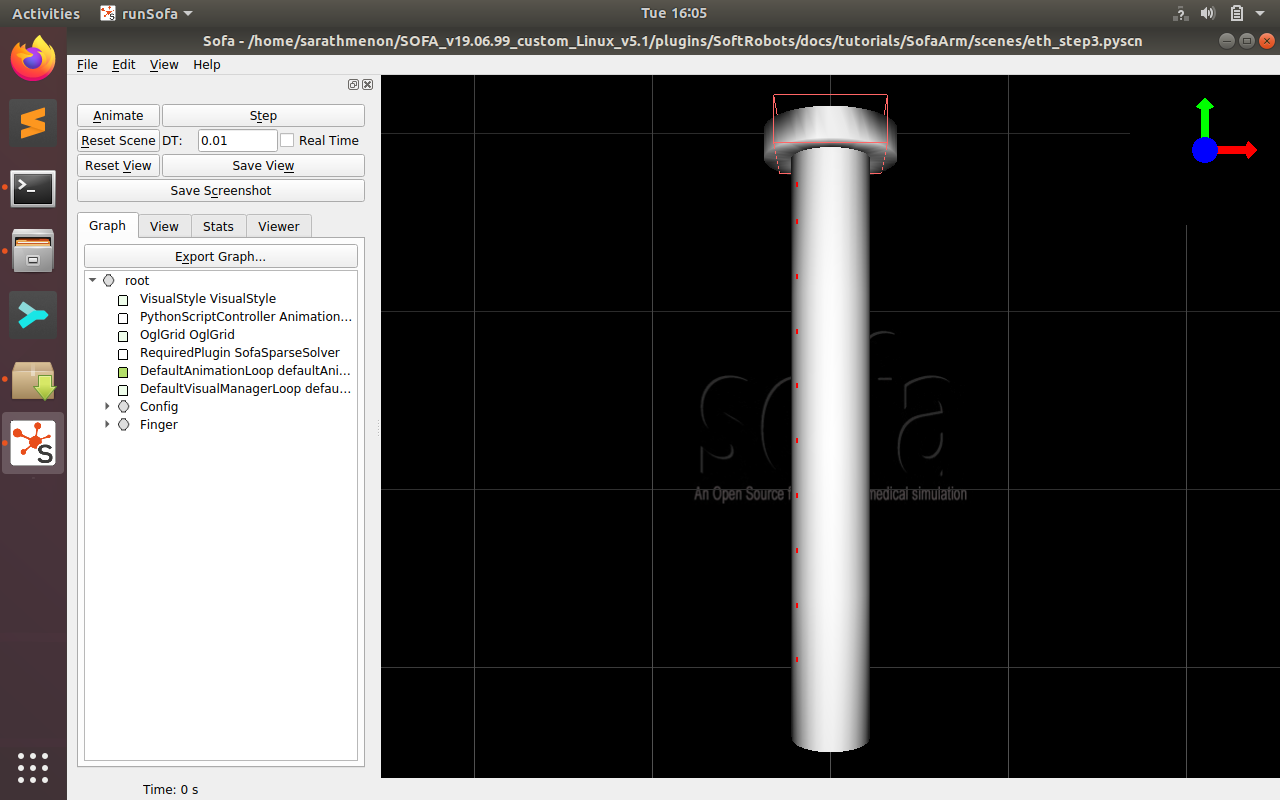 Activities runSofa Tue 16:05
Sofa - /home/sarathmenon/SOFA_v19.06.99_custom_Linux_v5.1/plugins/SoftRobots/docs/tutorials/SofaArm/scenes/eth_step3.pyscn
File Edit View Help
Animate Step
Reset Scene DT: 0.01 Real Time
Reset View Save View
Save Screenshot
Graph View Stats Viewer
Export Graph...
root
VisualStyle VisualStyle
PythonScriptController Animation...
OglGrid OglGrid
RequiredPlugin SofaSparseSolver
DefaultAnimationLoop defaultAni...
DefaultVisualManagerLoop defau...
Config
Finger
sofa
An Open Source f medical simulation
Time: 0 s